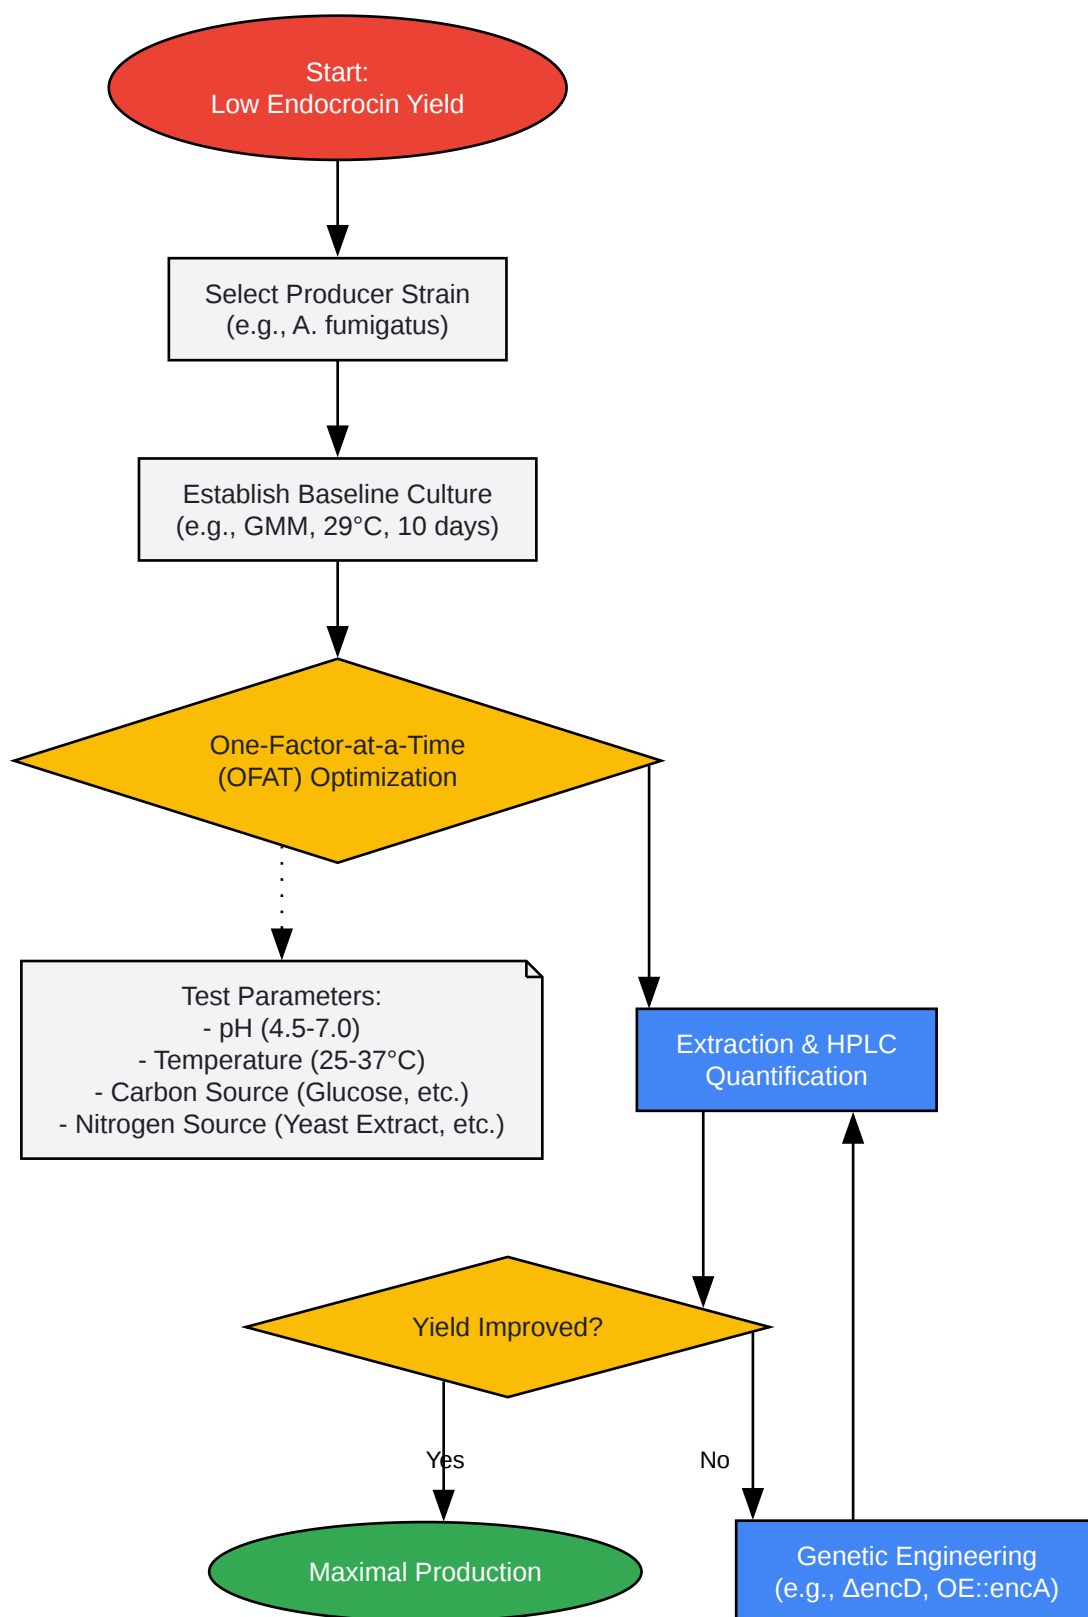 Start:
Low Endocrocin Yield
Select Producer Strain
(e.g., A. fumigatus)
Establish Baseline Culture
(e.g., GMM, 29°C, 10 days)
One-Factor-at-a-Time
(OFAT) Optimization
Test Parameters:
- pH (4.5-7.0)
- Temperature (25-37°C)
- Carbon Source (Glucose, etc.)
- Nitrogen Source (Yeast Extract, etc.)
Extraction & HPLC
Quantification
Yield Improved?
Yes
No
Maximal Production
Genetic Engineering
(e.g., ΔencD, OE::encA)